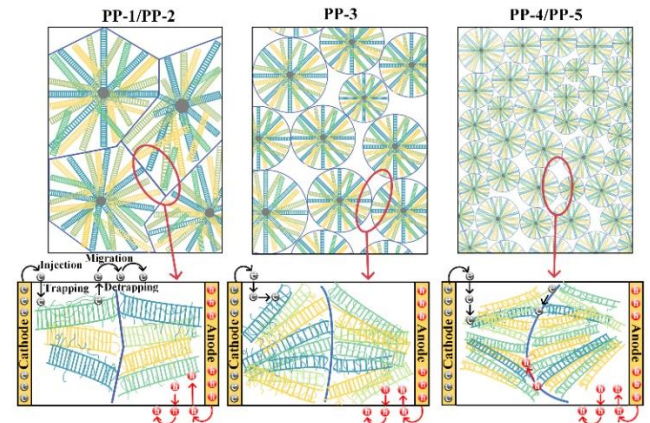 PP-1/PP-2
PP-3
PP-4/PP-5
Migration
Injection
Trapping
Detrapping
Cathode
Anode
Cathode
Anode
Cathode
Anode